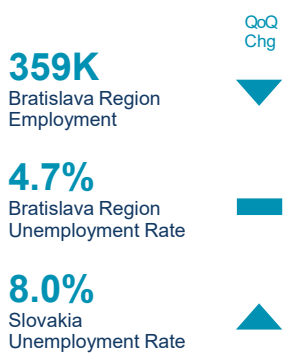 QoQ
Chg
359K
Bratislava Region
Employment
4.7%
Bratislava Region
Unemployment Rate
8.0%
Slovakia
Unemployment Rate